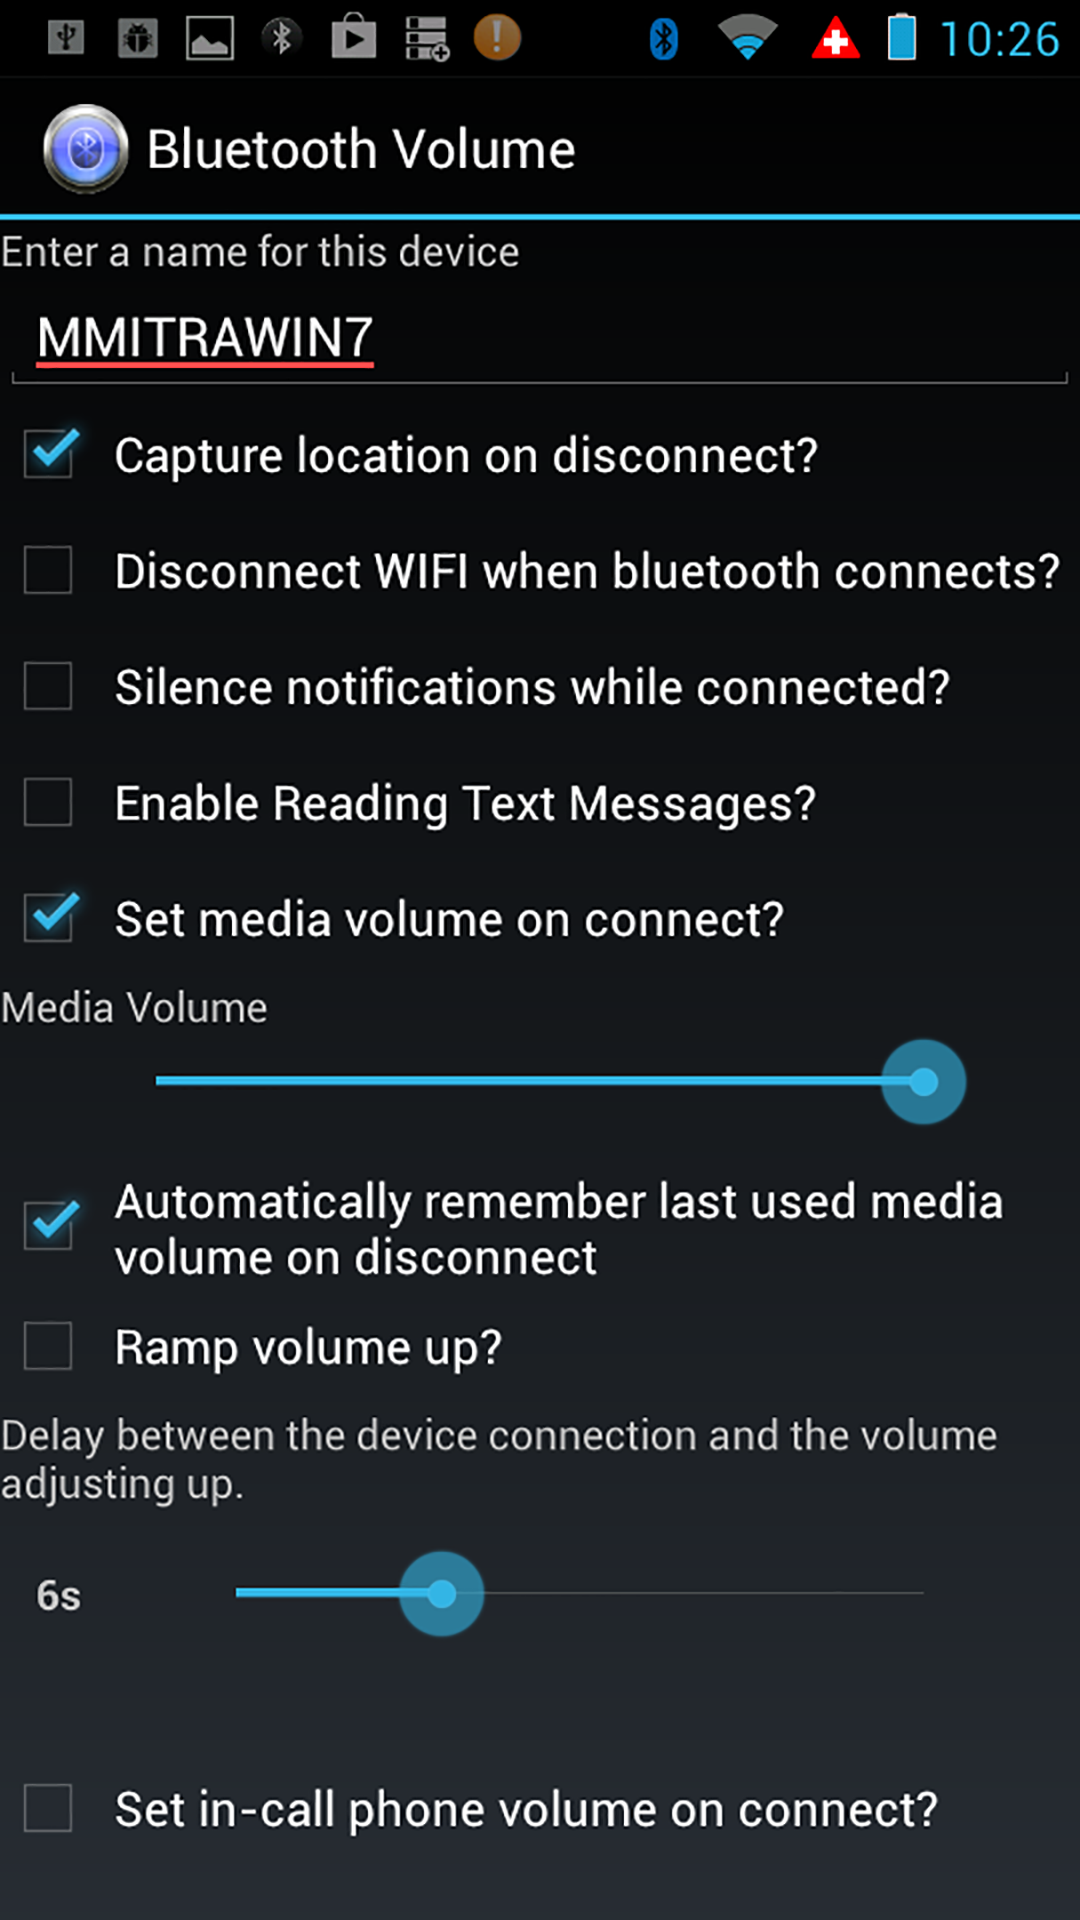 10:26
Bluetooth Volume
Enter a name for this device
MMITRAWIN7
Capture location on disconnect?
Disconnect WIFI when bluetooth connects?
Silence notifications while connected?
Enable Reading Text Messages?
Set media volume on connect?
Media Volume
Automatically remember last used media
volume on disconnect
Ramp volume up?
Delay between the device connection and the volume
adjusting up.
6s
Set in-call phone volume on connect?